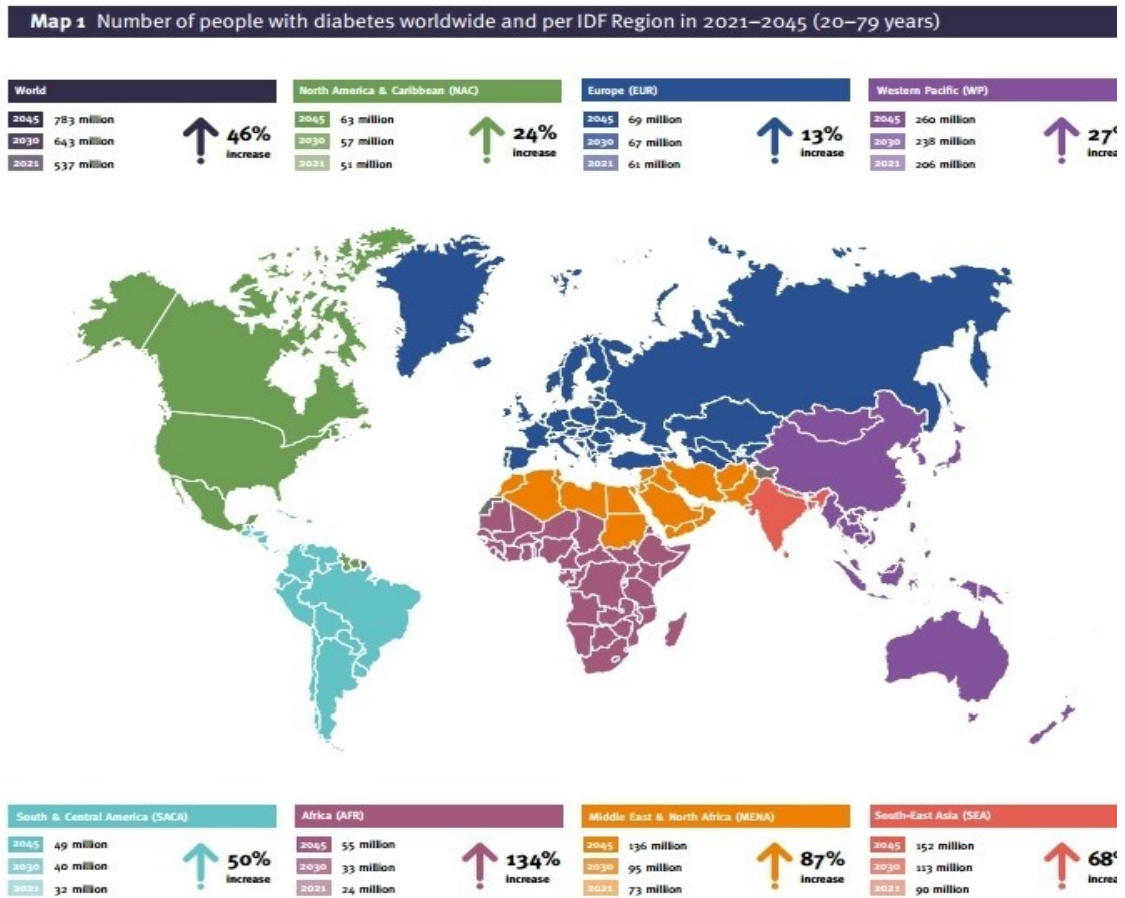 Map 1 Number of people with diabetes worldwide and per IDF Region in 2021–2045 (20–79 years)
World
2045 783 million
2030 643 million
2021 537 million
46%
increase
North America & Caribbean (NAC)
2045 63 million
2030 57 million
2021 51 million
24%
increase
Europe (EUR)
2045 69 million
2030 67 million
2021 61 million
13%
increase
Western Pacific (WP)
2045 260 million
2030 238 million
2021 206 million
27%
increa
South & Central America (SACA)
2045 49 million
2030 40 million
2021 32 million
50%
increase
Africa (AFR)
2045 55 million
2030 33 million
2021 24 million
134%
increase
Middle East & North Africa (MENA)
2045 136 million
2030 95 million
2021 73 million
87%
increase
South-East Asia (SEA)
2045 152 million
2030 113 million
2021 90 million
68%
increa